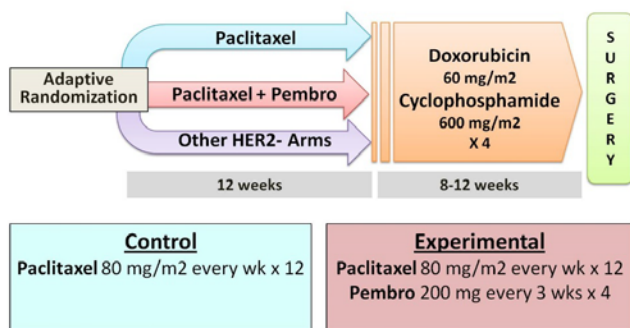 Paclitaxel
Adaptive
Randomization
Paclitaxel + Pembro
Other HER2- Arms
Doxorubicin
60 mg/m2
Cyclophosphamide
600 mg/m2
X 4
S
U
R
G
E
R
Y
12 weeks
8-12 weeks
Control
Paclitaxel 80 mg/m2 every wk x 12
Experimental
Paclitaxel 80 mg/m2 every wk x 12
Pembro 200 mg every 3 wks x 4